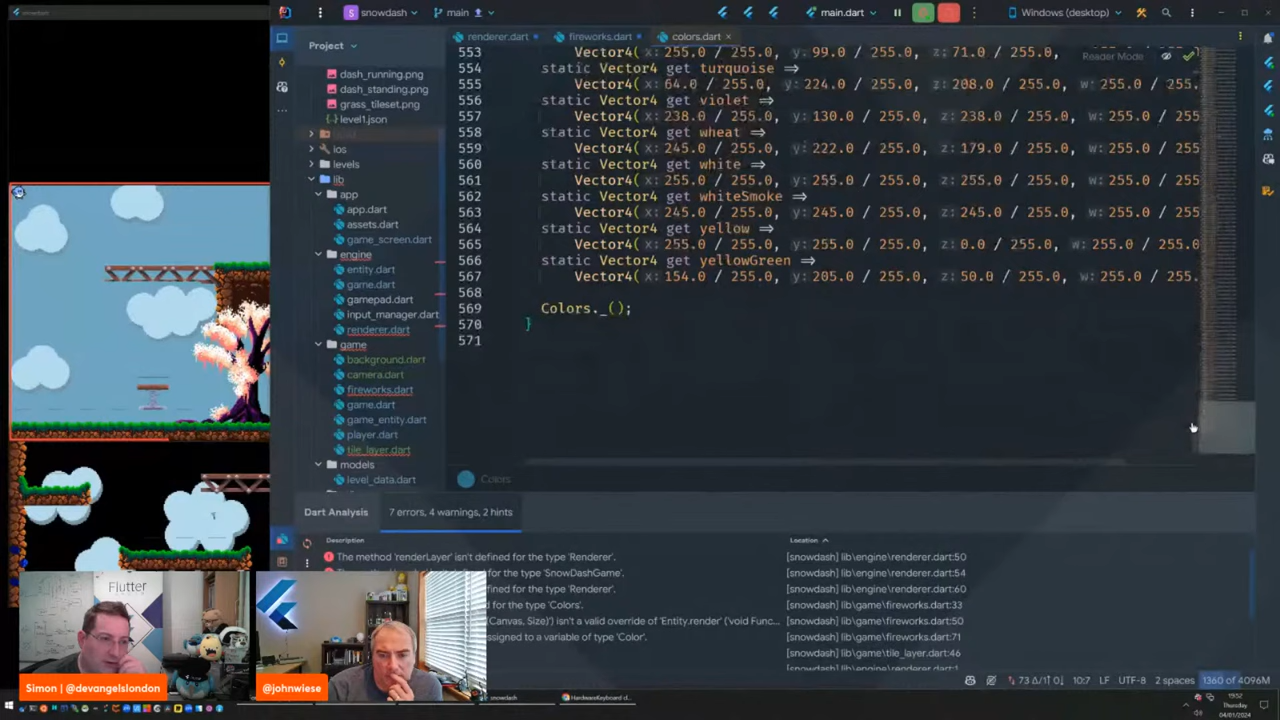 snowdash
main
main.dart
Windows (desktop)
Project
renderer.dart
fireworks.dart
colors.dart
Reader Mode
dash_running.png
dash_standing.png
grass_tileset.png
level1.json
ios
levels
lib
app
app.dart
assets.dart
game_screen.dart
engine
entity.dart
game.dart
gamepad.dart
input_manager.dart
renderer.dart
game
background.dart
camera.dart
fireworks.dart
game.dart
game_entity.dart
player.dart
tile_layer.dart
models
level_data.dart
553 Vector4( x: 255.0 / 255.0, y: 99.0 / 255.0, z: 71.0 / 255.0,
554 static Vector4 get turquoise =>
555 Vector4( x: 64.0 / 255.0, y: 224.0 / 255.0, z: 208.0 / 255.0, w: 255.0 / 255.
556 static Vector4 get violet =>
557 Vector4( x: 238.0 / 255.0, y: 130.0 / 255.0, z: 238.0 / 255.0, w: 255.0 / 255
558 static Vector4 get wheat =>
559 Vector4( x: 245.0 / 255.0, y: 222.0 / 255.0, z: 179.0 / 255.0, w: 255.0 / 255
560 static Vector4 get white =>
561 Vector4( x: 255.0 / 255.0, y: 255.0 / 255.0, z: 255.0 / 255.0, w: 255.0 / 255
562 static Vector4 get whiteSmoke =>
563 Vector4( x: 245.0 / 255.0, y: 245.0 / 255.0, z: 245.0 / 255.0, w: 255.0 / 255
564 static Vector4 get yellow =>
565 Vector4( x: 255.0 / 255.0, y: 255.0 / 255.0, z: 0.0 / 255.0, w: 255.0 / 255.0
566 static Vector4 get yellowGreen =>
567 Vector4( x: 154.0 / 255.0, y: 205.0 / 255.0, z: 50.0 / 255.0, w: 255.0 / 255.
568
569 Colors._();
570 }
571
Colors
Dart Analysis
7 errors, 4 warnings, 2 hints
Description
Location
The method 'renderLayer' isn't defined for the type 'Renderer'.
[snowdash] lib\engine\renderer.dart:50
for the type 'SnowDashGame'.
[snowdash] lib\engine\renderer.dart:54
fined for the type 'Renderer'.
[snowdash] lib\engine\renderer.dart:60
d for the type 'Colors'.
[snowdash] lib\game\fireworks.dart:33
(Canvas, Size)') isn't a valid override of 'Entity.render' ('void Func...
[snowdash] lib\game\fireworks.dart:50
assigned to a variable of type 'Color'.
[snowdash] lib\game\fireworks.dart:71
[snowdash] lib\game\tile_layer.dart:46
[snowdash] lib\engine\renderer.dart:1
Flutter
Simon | @devangelslondon
@johnwiese
10:7
LF
UTF-8
2 spaces
1360 of 4096M
snowdash
19:52
04/01/2024